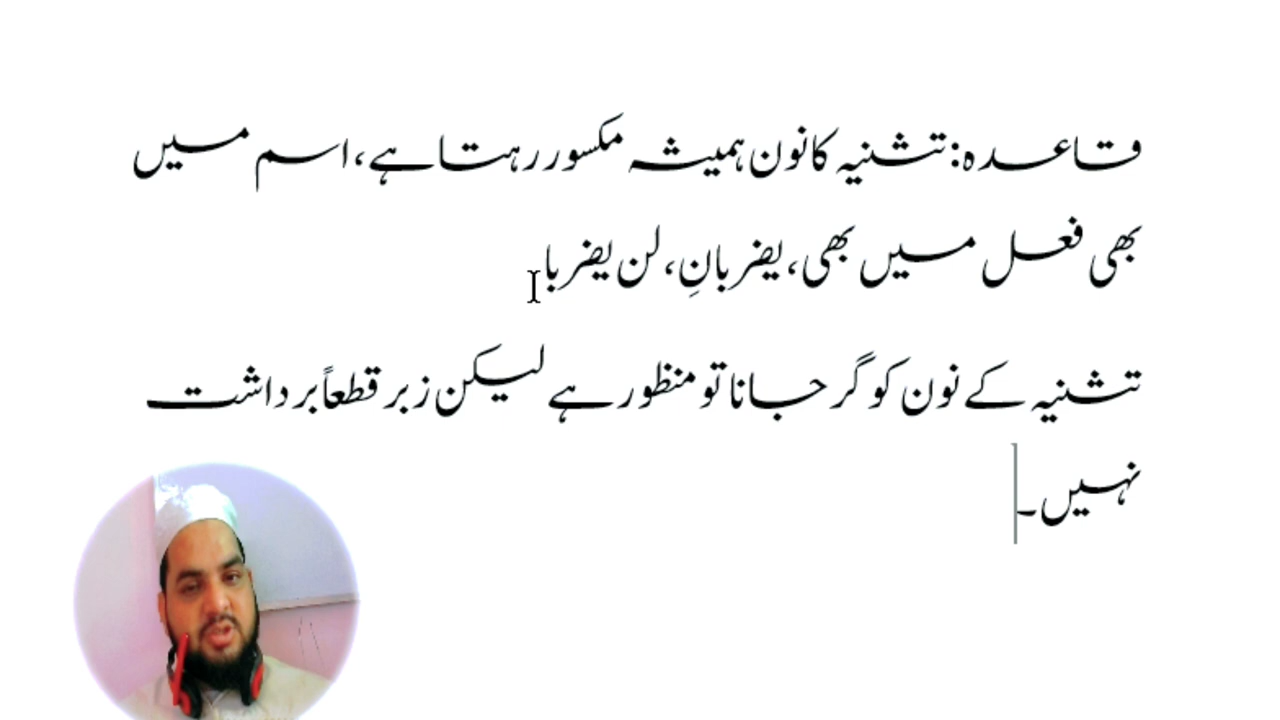 قاعدہ: تثنیہ کا نون ہمیشہ مکسور رہتا ہے، اسم میں
بھی فعل میں بھی، یضربانِ، لن یضربا
تثنیہ کے نون کو گر جانا تو منظور ہے لیکن زبر قطعاً برداشت
نہیں۔